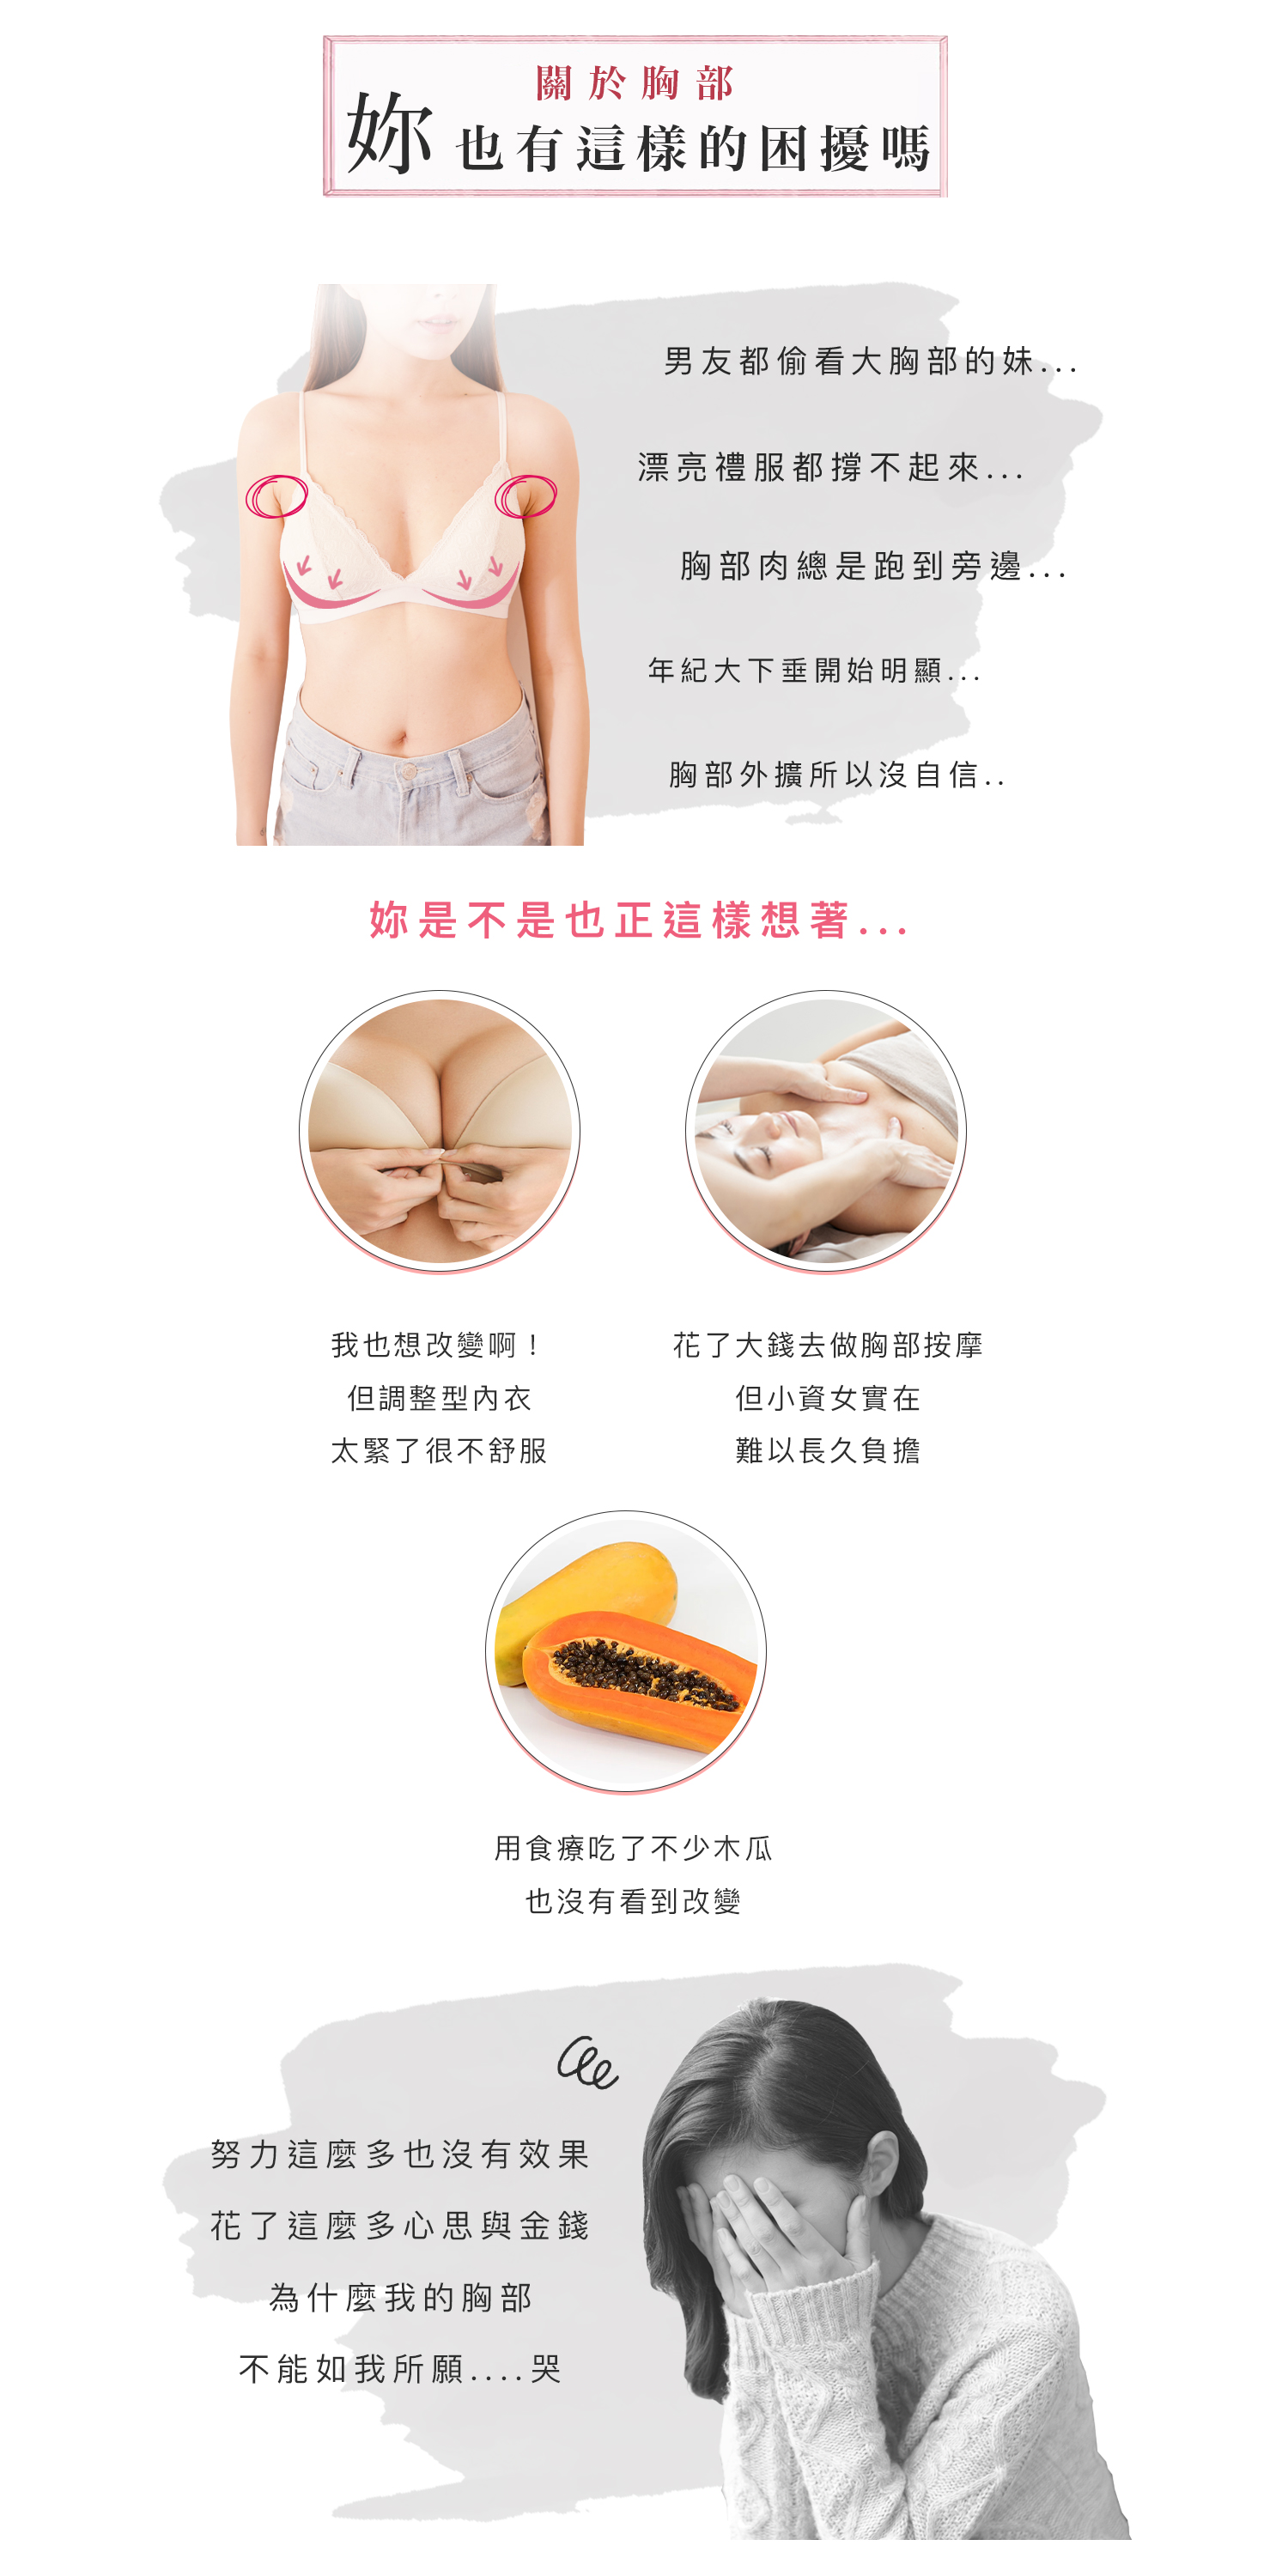 關於胸部
妳也有這樣的困擾嗎
男友都偷看大胸部的妹...
漂亮禮服都撐不起來...
胸部肉總是跑到旁邊...
年紀大下垂開始明顯...
胸部外擴所以沒自信..
妳是不是也正這樣想著...
我也想改變啊！
但調整型內衣
太緊了很不舒服
花了大錢去做胸部按摩
但小資女實在
難以長久負擔
用食療吃了不少木瓜
也沒有看到改變
努力這麼多也沒有效果
花了這麼多心思與金錢
為什麼我的胸部
不能如我所願....哭